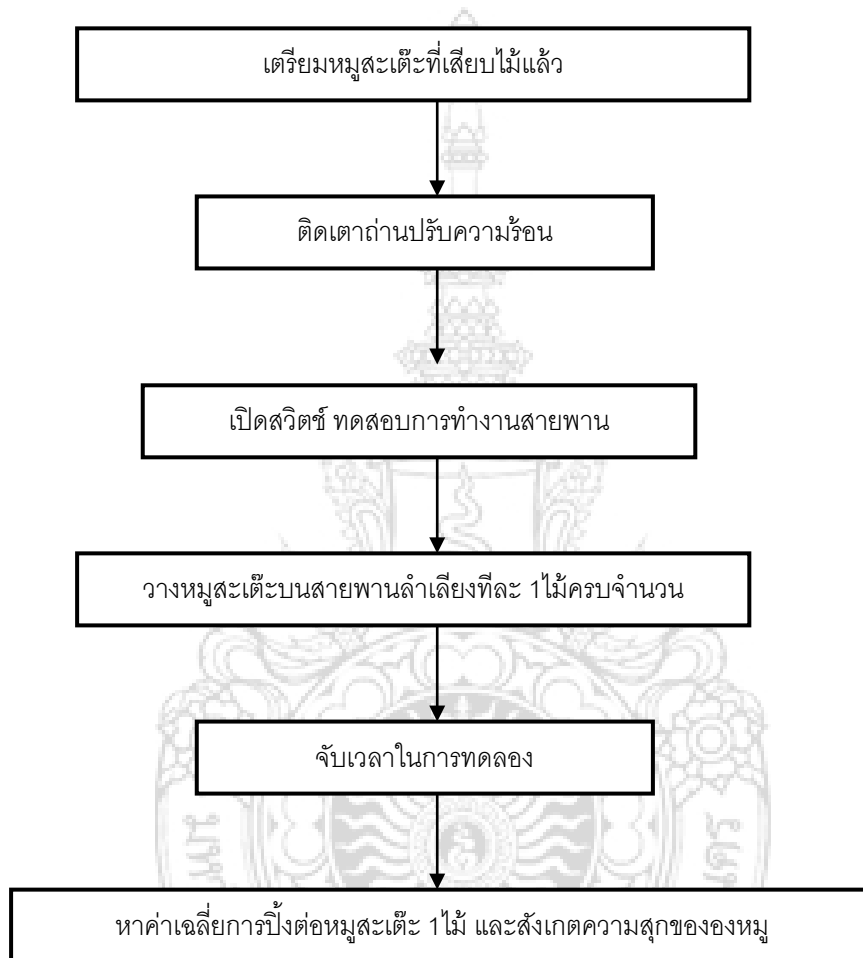 เตรียมหมูสะเต๊ะที่เสียบไม้แล้ว
ติดเตาถ่านปรับความร้อน
เปิดสวิตช์ ทดสอบการทำงานสายพาน
วางหมูสะเต๊ะบนสายพานลำเลียงทีละ 1ไม้ครบจำนวน
จับเวลาในการทดลอง
หาค่าเฉลี่ยการปิ้งต่อหมูสะเต๊ะ 1ไม้ และสังเกตความสุกขององหมู